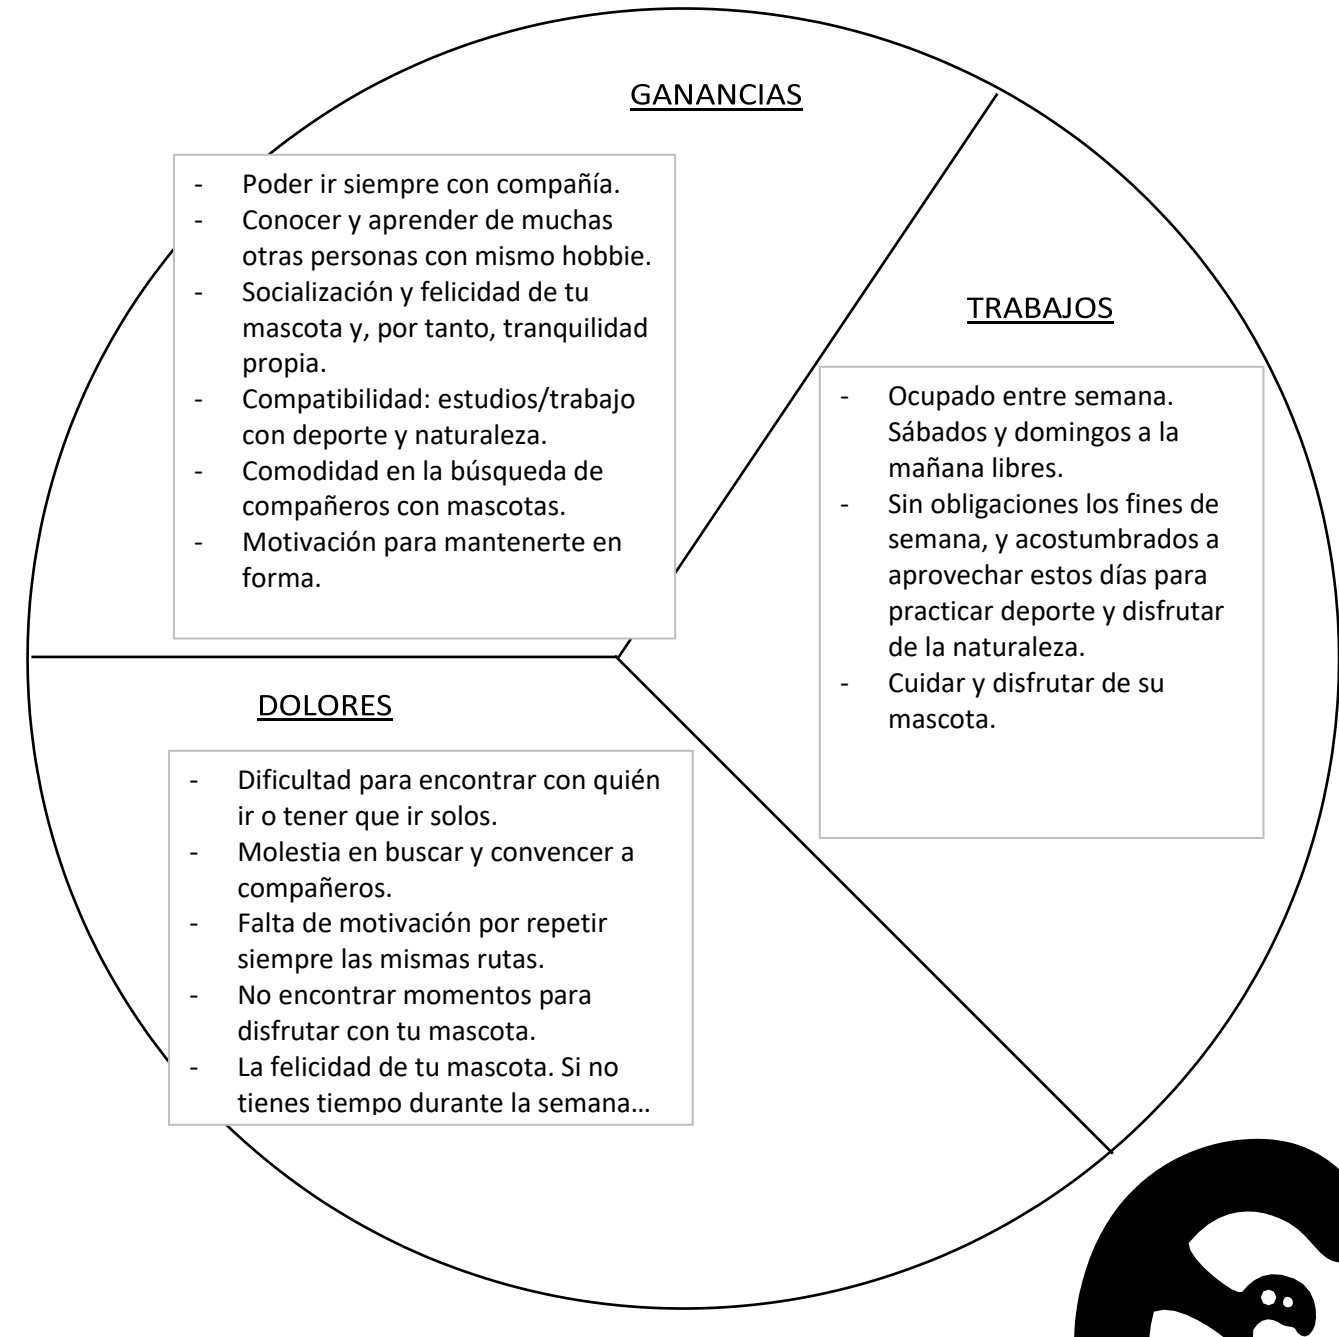 GANANCIAS
- Poder ir siempre con compañía.
- Conocer y aprender de muchas
otras personas con mismo hobbie.
- Socialización y felicidad de tu
mascota y, por tanto, tranquilidad
propia.
- Compatibilidad: estudios/trabajo
con deporte y naturaleza.
- Comodidad en la búsqueda de
compañeros con mascotas.
- Motivación para mantenerte en
forma.
TRABAJOS
- Ocupado entre semana.
Sábados y domingos a la
mañana libres.
- Sin obligaciones los fines de
semana, y acostumbrados a
aprovechar estos días para
practicar deporte y disfrutar
de la naturaleza.
- Cuidar y disfrutar de su
mascota.
DOLORES
- Dificultad para encontrar con quién
ir o tener que ir solos.
- Molestia en buscar y convencer a
compañeros.
- Falta de motivación por repetir
siempre las mismas rutas.
- No encontrar momentos para
disfrutar con tu mascota.
- La felicidad de tu mascota. Si no
tienes tiempo durante la semana…